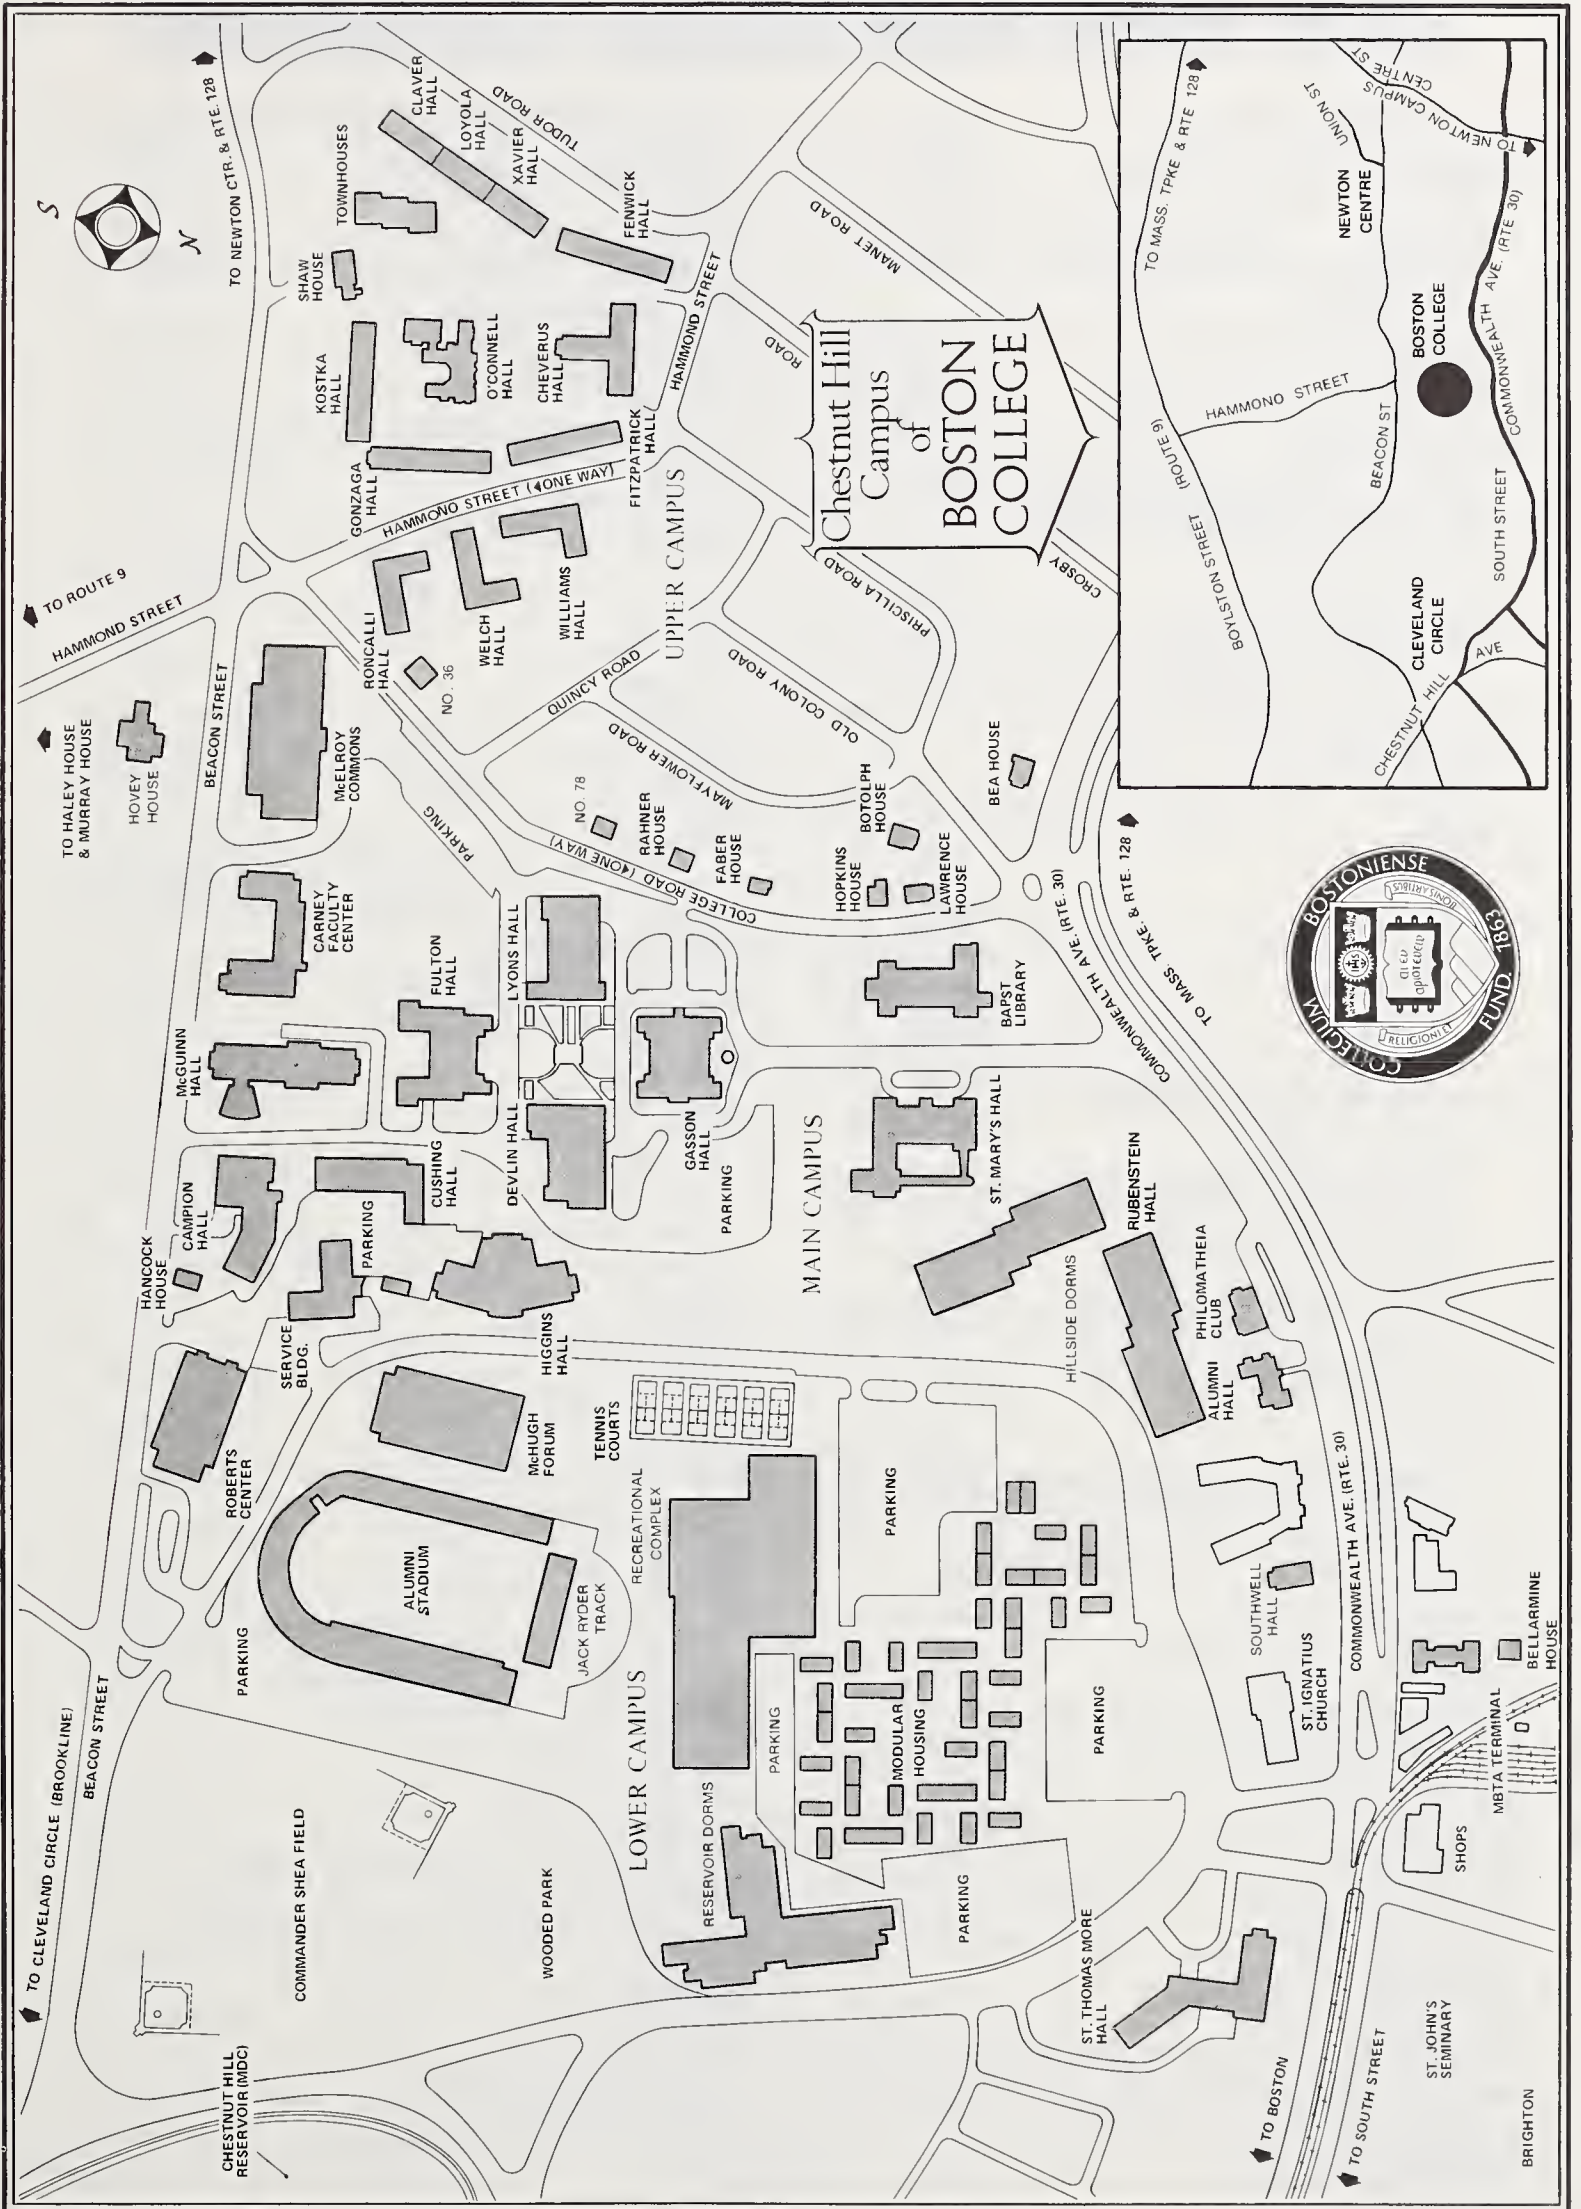 Chestnut Hill
Campus
of
BOSTON
COLLEGE
S
N
TO NEWTON CTR. & RTE. 128
CLAVER
HALL
LOYOLA
HALL
XAVIER
HALL
TUDOR ROAD
TOWNHOUSES
FENWICK
HALL
SHAW
HOUSE
KOSTKA
HALL
O'CONNELL
HALL
CHEVERUS
HALL
HAMMOND STREET
MANET ROAD
ROAD
GONZAGA
HALL
HAMMOND STREET (ONE WAY)
FITZPATRICK
HALL
TO ROUTE 9
HAMMOND STREET
RONCALLI
HALL
WELCH
HALL
WILLIAMS
HALL
UPPER CAMPUS
NO. 36
QUINCY ROAD
PRISCILLA ROAD
CROSBY
OLD COLONY ROAD
MAYFLOWER ROAD
TO HALEY HOUSE
& MURRAY HOUSE
HOVEY
HOUSE
BEACON STREET
McELROY
COMMONS
PARKING
NO. 78
RAHNER
HOUSE
FABER
HOUSE
COLLEGE ROAD (ONE WAY)
HOPKINS
HOUSE
BOTOLPH
HOUSE
LAWRENCE
HOUSE
BEA HOUSE
CARNEY
FACULTY
CENTER
FULTON
HALL
LYONS HALL
BAPST
LIBRARY
COMMONWEALTH AVE. (RTE. 30)
COMMONWEALTH
TO MASS. TPKE. & RTE. 128
McGUINN
HALL
DEVLIN HALL
GASSON
HALL
PARKING
MAIN CAMPUS
ST. MARY'S HALL
CAMPION
HALL
CUSHING
HALL
PARKING
HANCOCK
HOUSE
SERVICE
BLDG.
HIGGINS
HALL
RUBENSTEIN
HALL
HILLSIDE DORMS
PHILOMATHEIA
CLUB
ALUMNI
HALL
ROBERTS
CENTER
McHUGH
FORUM
TENNIS
COURTS
RECREATIONAL
COMPLEX
PARKING
ALUMNI
STADIUM
JACK RYDER
TRACK
PARKING
SOUTHWELL
HALL
ST. IGNATIUS
CHURCH
COMMONWEALTH AVE. (RTE. 30)
BELLARMINE
HOUSE
MBTA TERMINAL
SHOPS
TO CLEVELAND CIRCLE (BROOKLINE)
BEACON STREET
LOWER CAMPUS
PARKING
MODULAR
HOUSING
PARKING
RESERVOIR DORMS
PARKING
COMMANDER SHEA FIELD
WOODED PARK
ST. THOMAS MORE
HALL
CHESTNUT HILL
RESERVOIR (MDC)
TO BOSTON
TO SOUTH STREET
ST. JOHN'S
SEMINARY
BRIGHTON
TO MASS. TPKE & RTE 128
UNION ST
CENTRE ST
TO NEWTON CAMPUS
NEWTON
CENTRE
BOSTON
COLLEGE
COMMONWEALTH AVE. (RTE 30)
HAMMOND STREET
BEACON ST
BOYLSTON STREET (ROUTE 9)
SOUTH STREET
CLEVELAND
CIRCLE
CHESTNUT HILL AVE
COLLEGIUM BOSTONIENSE
FUND. 1863
RELIGIONI ET
BONIS ARTIBUS
IHS